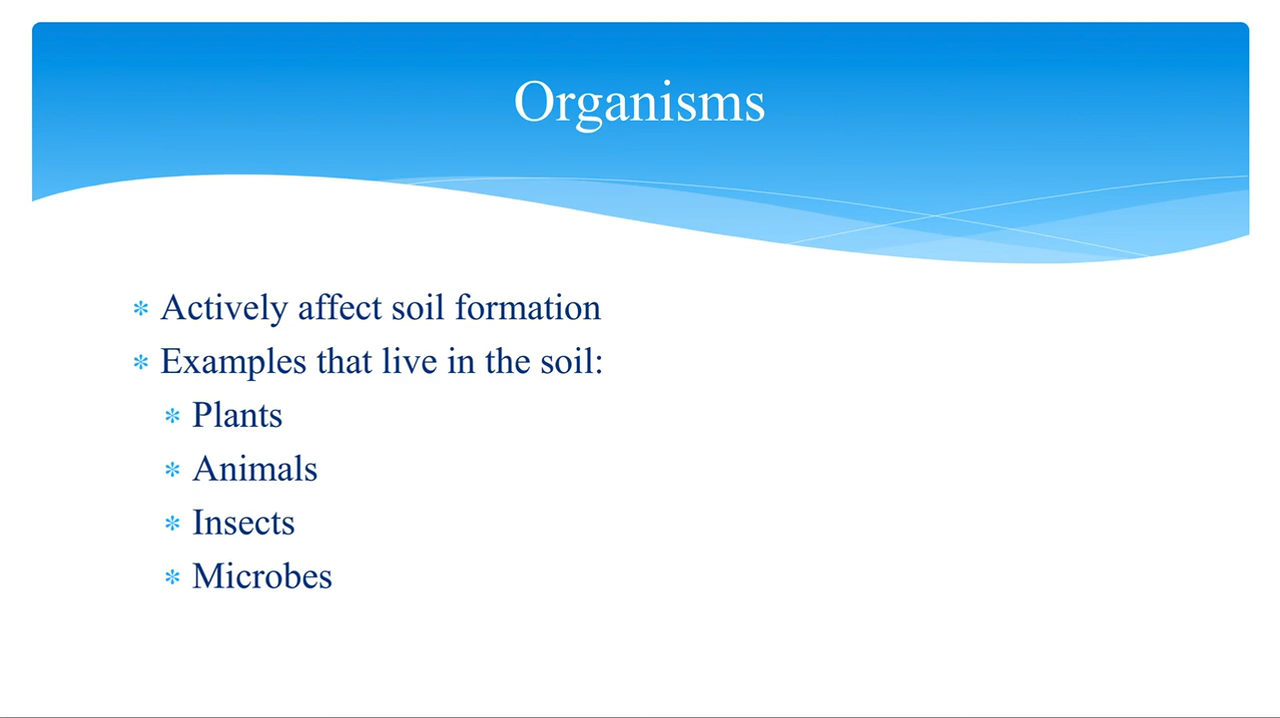 Organisms
* Actively affect soil formation
* Examples that live in the soil:
* Plants
* Animals
* Insects
* Microbes